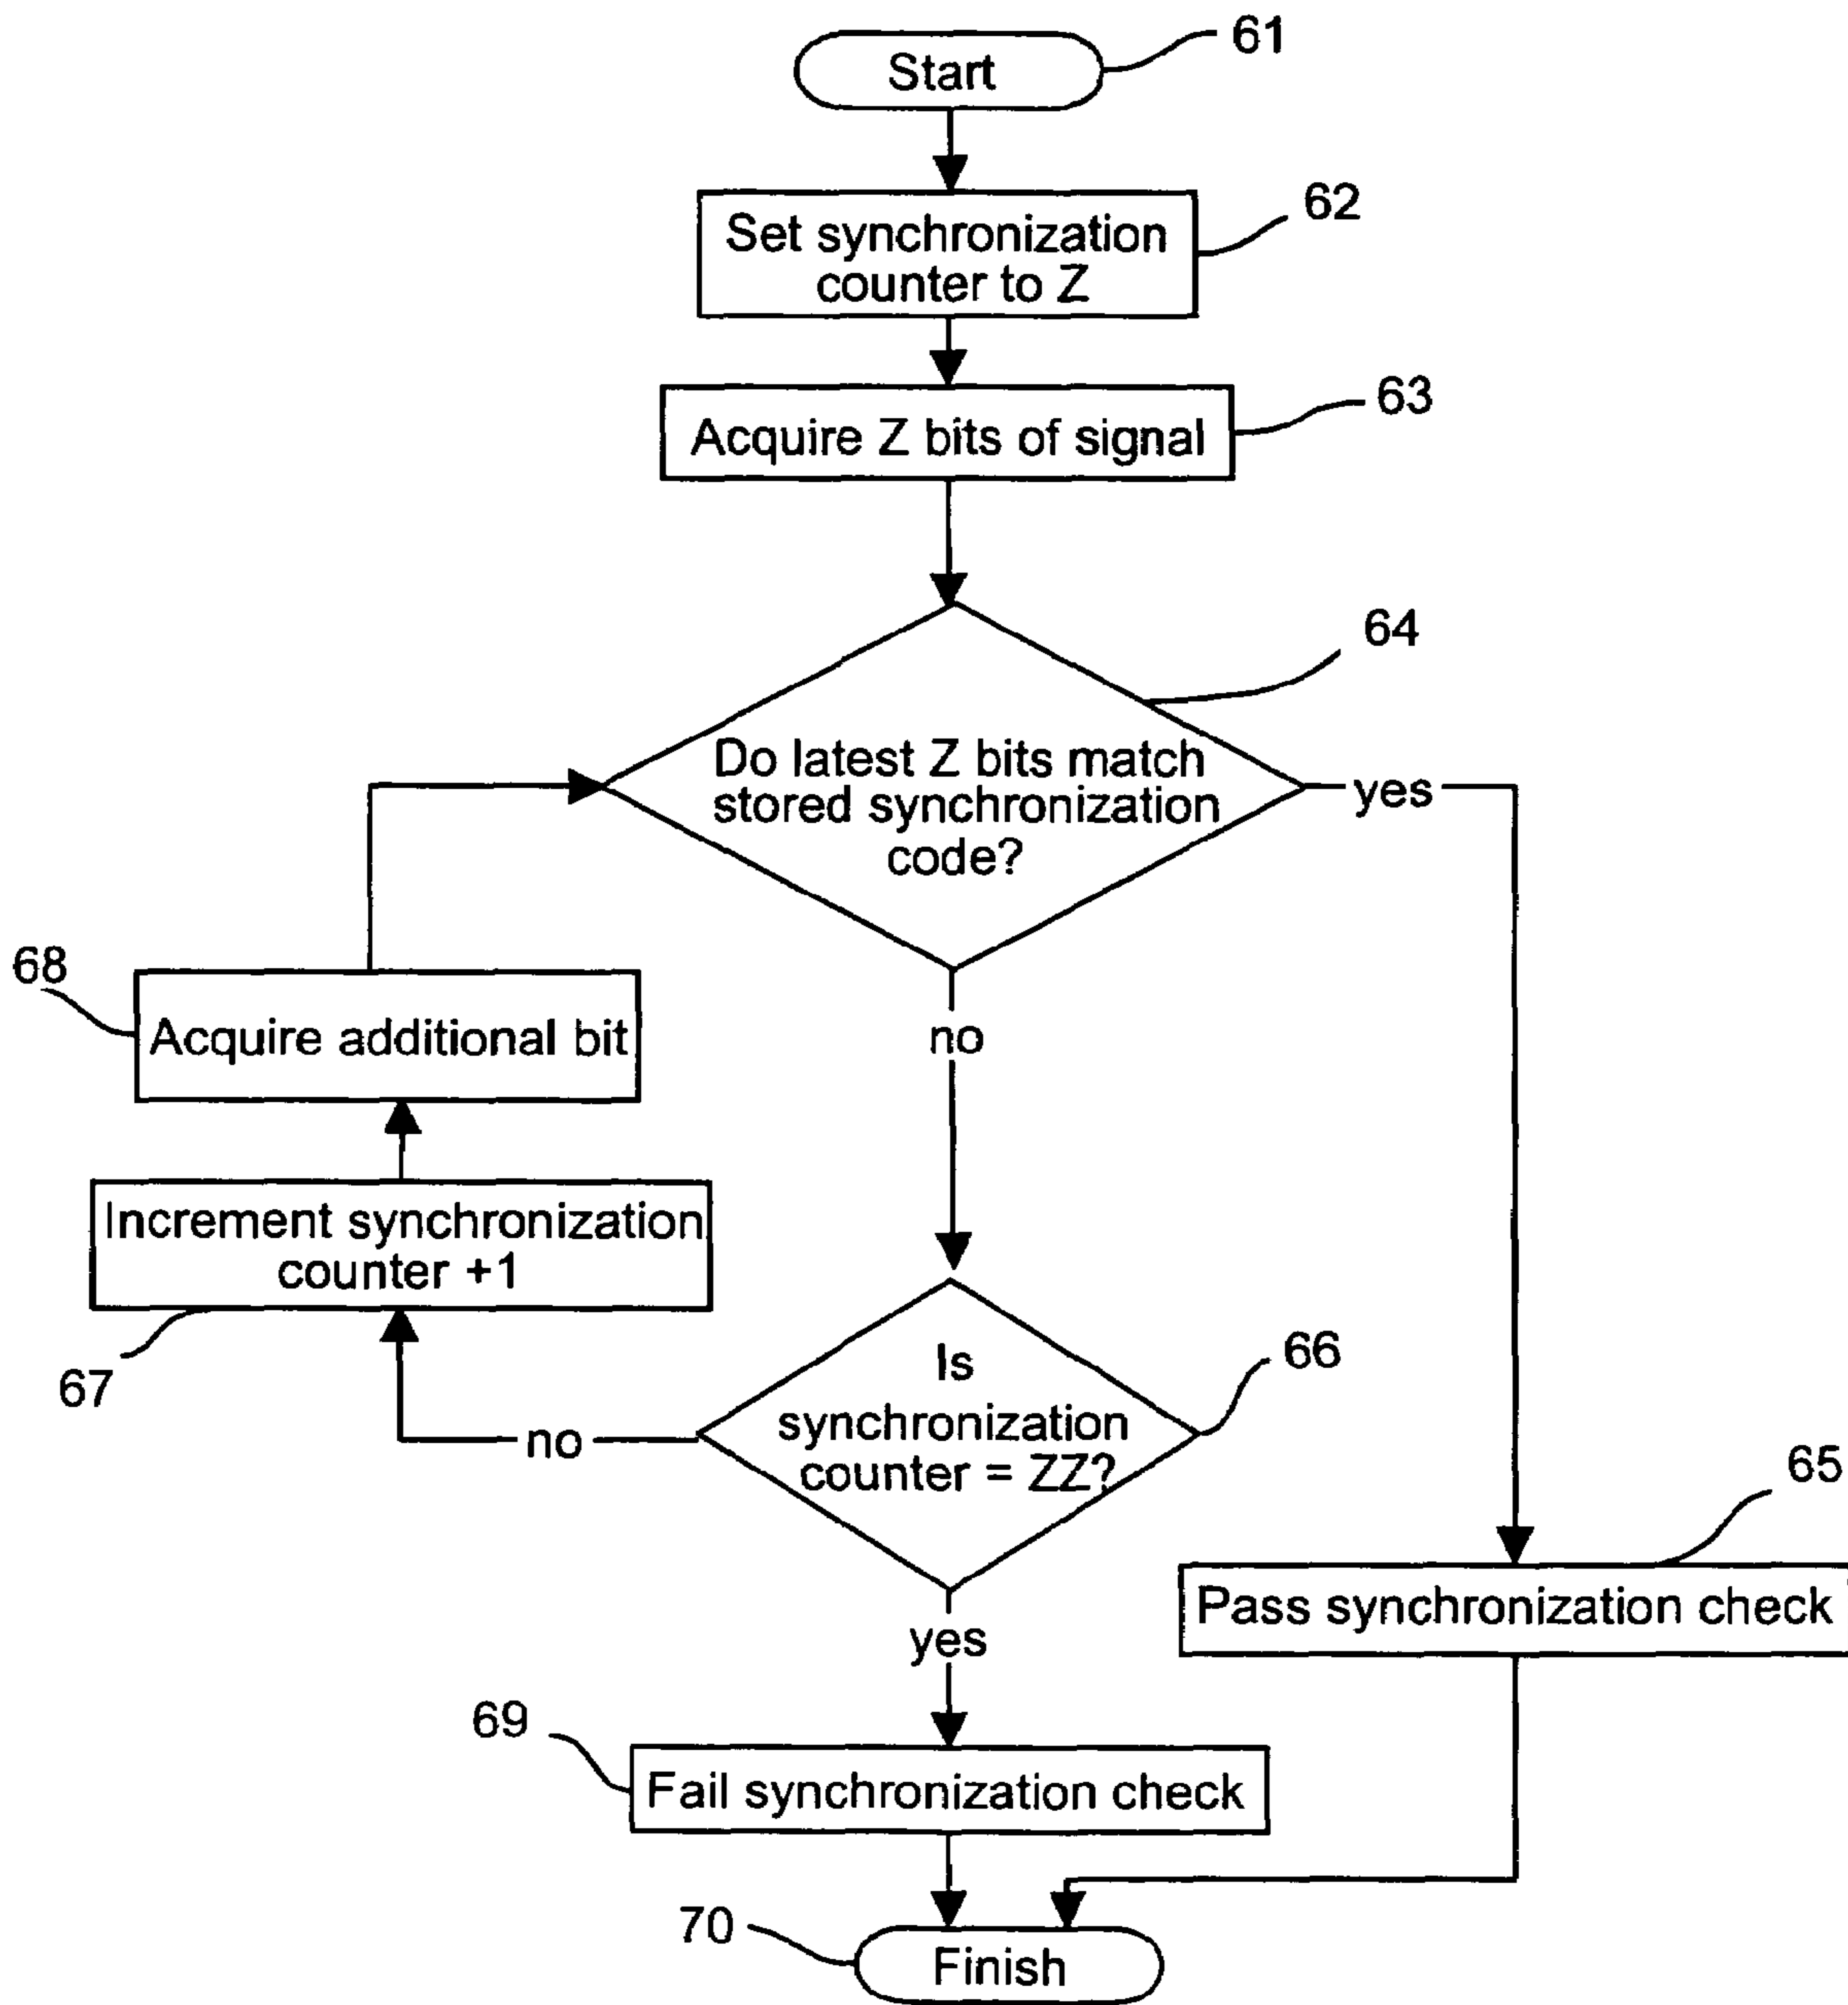 Start
61
Set synchronization
counter to Z
62
Acquire Z bits of signal
63
64
Do latest Z bits match
stored synchronization
code?
yes
68
Acquire additional bit
no
Increment synchronization
counter +1
67
Is
synchronization
counter = ZZ?
66
no
65
Pass synchronization check
yes
69
Fail synchronization check
70
Finish